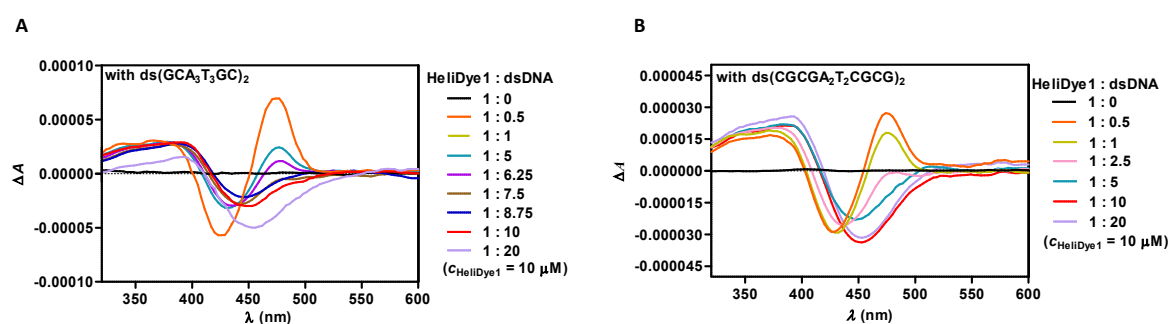 A
with ds(GCA₃T₃GC)₂
0.00010
0.00005
0.00000
-0.00005
-0.00010
ΔA
350 400 450 500 550 600
λ (nm)
HeliDye1 : dsDNA
1 : 0
1 : 0.5
1 : 1
1 : 5
1 : 6.25
1 : 7.5
1 : 8.75
1 : 10
1 : 20
(c_HeliDye1 = 10 µM)
B
with ds(CGCGA₂T₂CGCG)₂
0.000045
0.000030
0.000015
0.000000
-0.000015
-0.000030
-0.000045
ΔA
350 400 450 500 550 600
λ (nm)
HeliDye1 : dsDNA
1 : 0
1 : 0.5
1 : 1
1 : 2.5
1 : 5
1 : 10
1 : 20
(c_HeliDye1 = 10 µM)